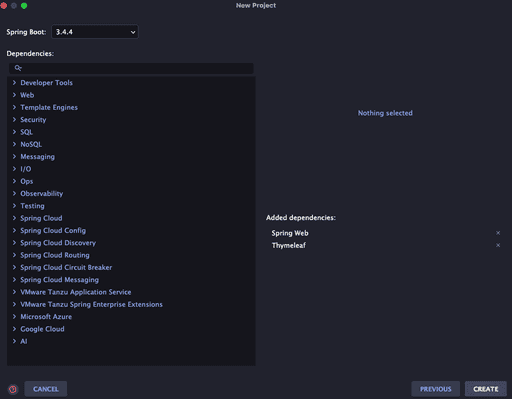 New Project
Spring Boot: 3.4.4
Dependencies:
Developer Tools
Web
Template Engines
Security
SQL
NoSQL
Messaging
I/O
Ops
Observability
Testing
Spring Cloud
Spring Cloud Config
Spring Cloud Discovery
Spring Cloud Routing
Spring Cloud Circuit Breaker
Spring Cloud Messaging
VMware Tanzu Application Service
VMware Tanzu Spring Enterprise Extensions
Microsoft Azure
Google Cloud
AI
Nothing selected
Added dependencies:
Spring Web
Thymeleaf
? CANCEL PREVIOUS CREATE